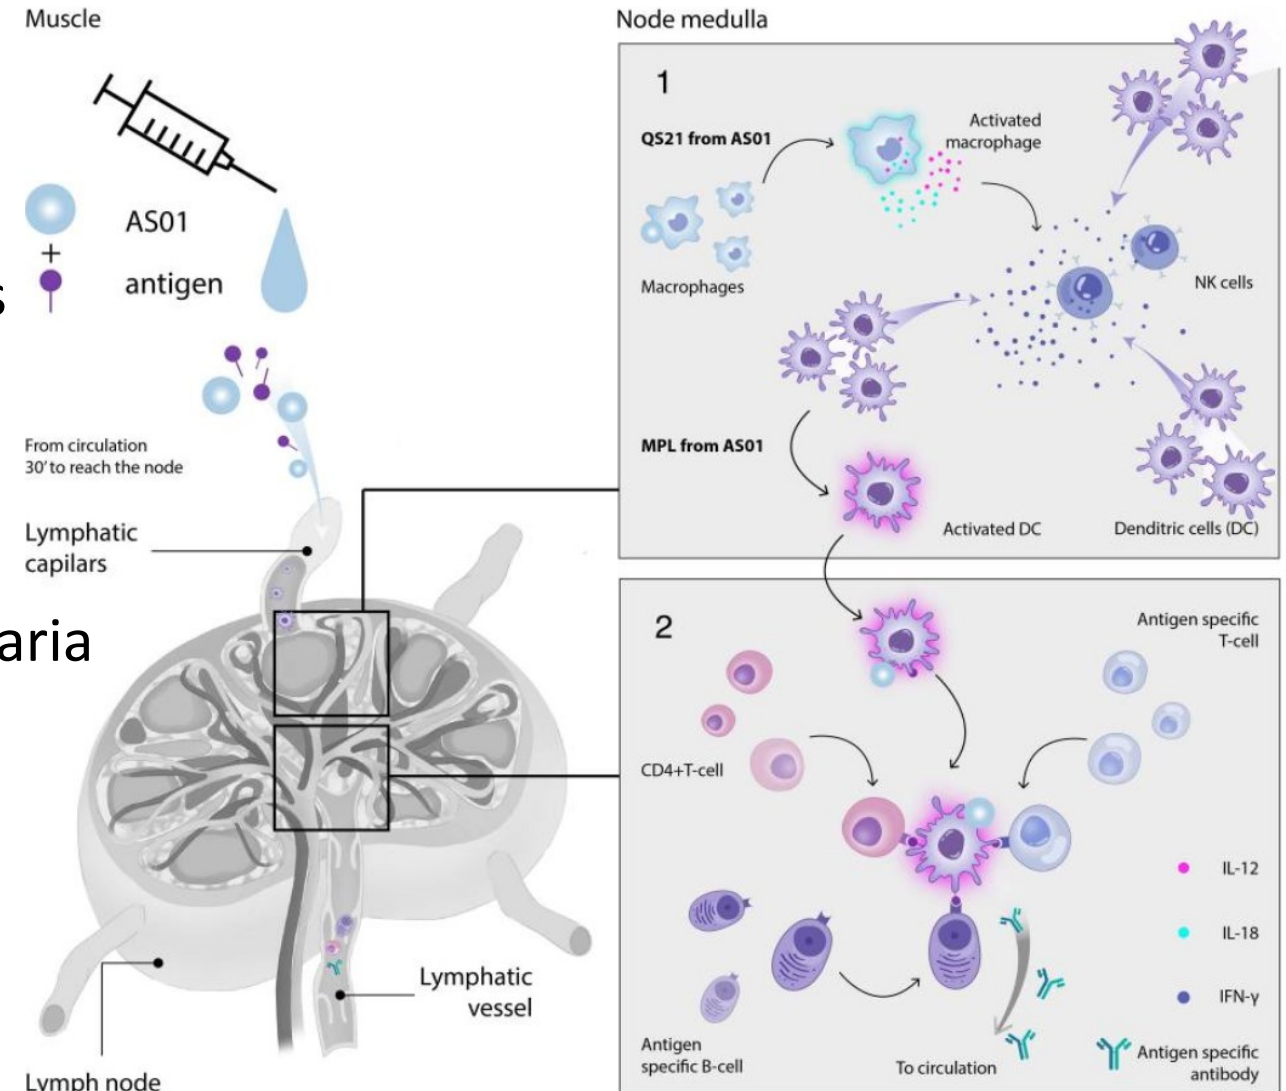 Muscle
AS01
+
antigen
s
From circulation
30' to reach the node
Lymphatic
capilars
aria
Lymphatic
vessel
Lymph node
Node medulla
1
QS21 from AS01
Activated
macrophage
Macrophages
NK cells
MPL from AS01
Activated DC
Denditric cells (DC)
2
Antigen specific
T-cell
CD4+T-cell
IL-12
IL-18
IFN-γ
Antigen
specific B-cell
To circulation
Antigen specific
antibody